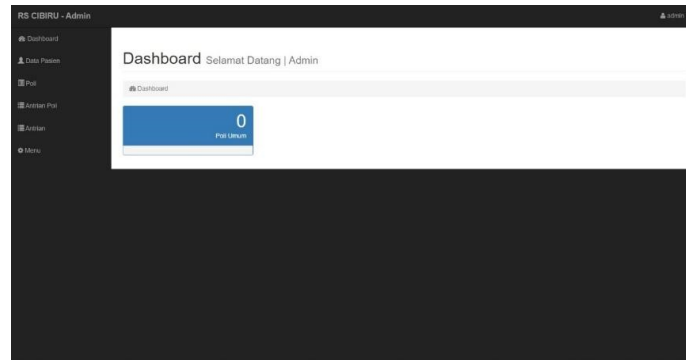 RS CIBIRU - Admin
admin
Dashboard
Data Pasien
Poli
Antrian Poli
Antrian
Menu
Dashboard Selamat Datang | Admin
Dashboard
0
Poli Umum